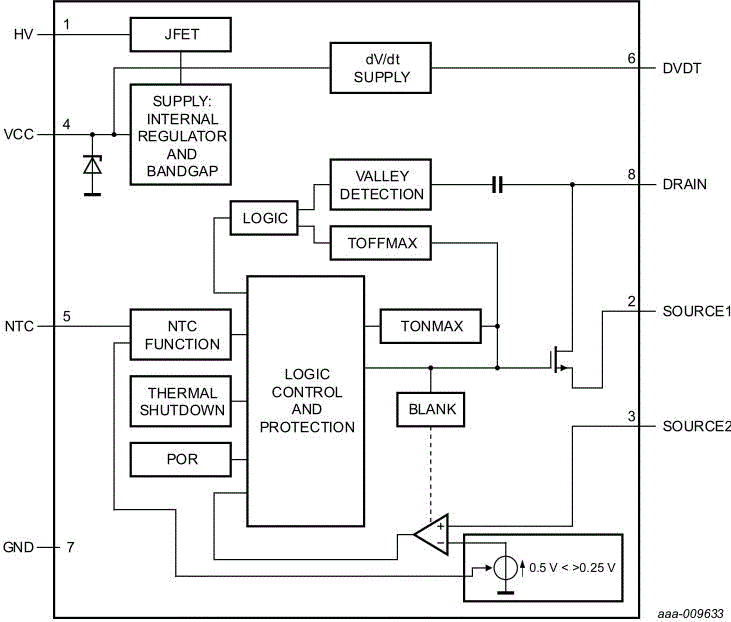 HV
1
JFET
dV/dt
SUPPLY
6
DVDT
SUPPLY:
INTERNAL
REGULATOR
AND
BANDGAP
VCC
4
VALLEY
DETECTION
8
DRAIN
LOGIC
TOFFMAX
NTC
5
NTC
FUNCTION
TONMAX
2
SOURCE1
THERMAL
SHUTDOWN
LOGIC
CONTROL
AND
PROTECTION
BLANK
3
SOURCE2
POR
GND
7
+
−
0.5 V < >0.25 V
aaa-009633